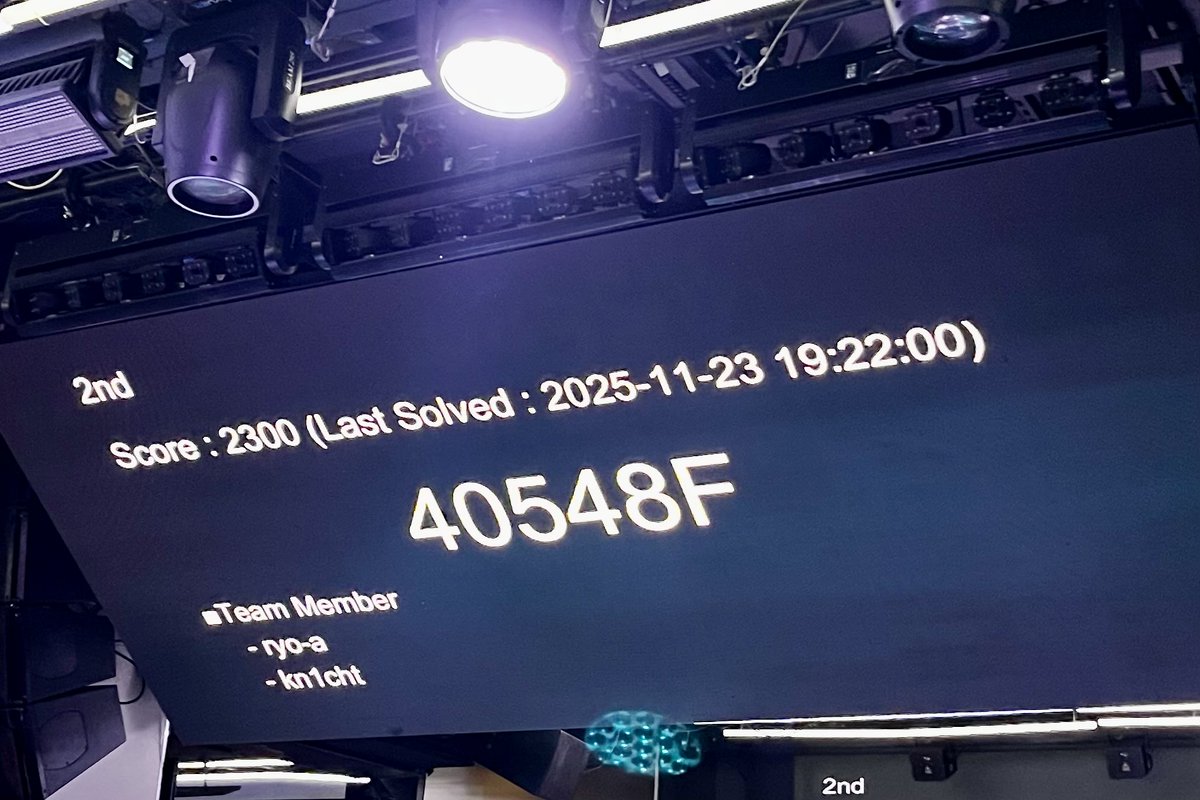 2nd
Score : 2300 (Last Solved : 2025-11-23 19:22:00)
40548F
■Team Member
- ryo-a
- kn1cht
2nd